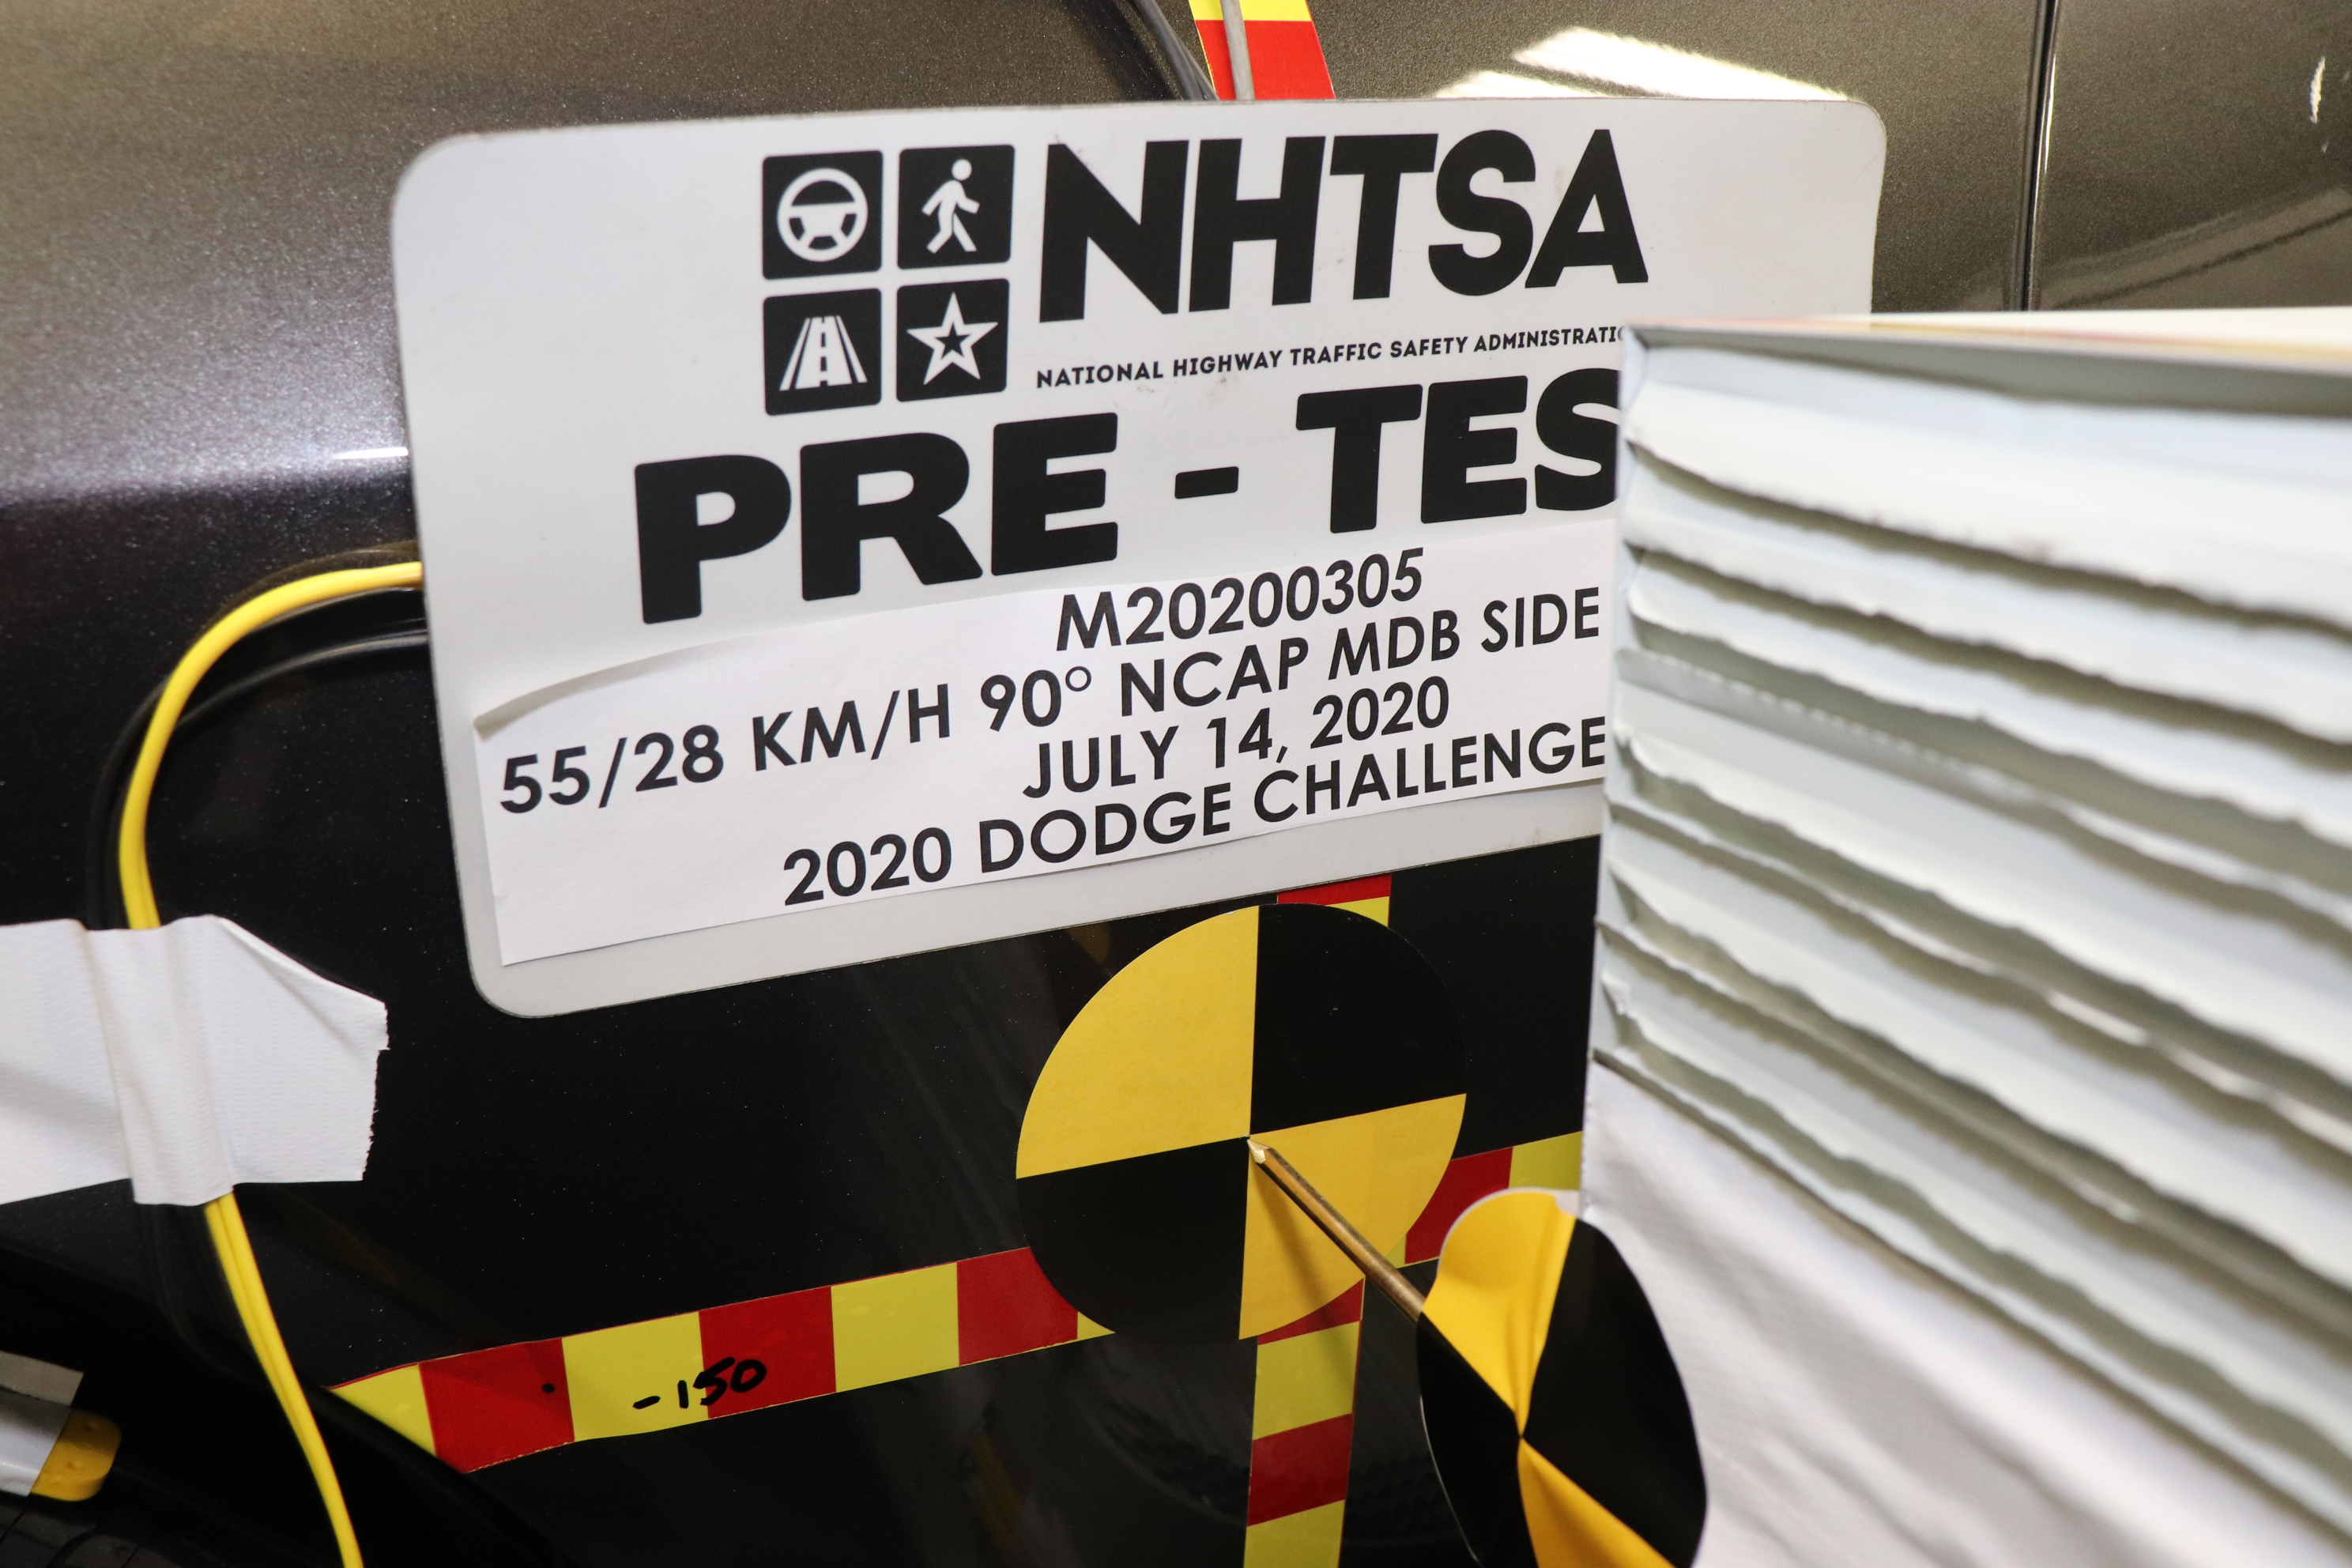 NHTSA
NATIONAL HIGHWAY TRAFFIC SAFETY ADMINISTRATIO
PRE - TES
M20200305
55/28 KM/H 90° NCAP MDB SIDE
JULY 14, 2020
2020 DODGE CHALLENGE
-150